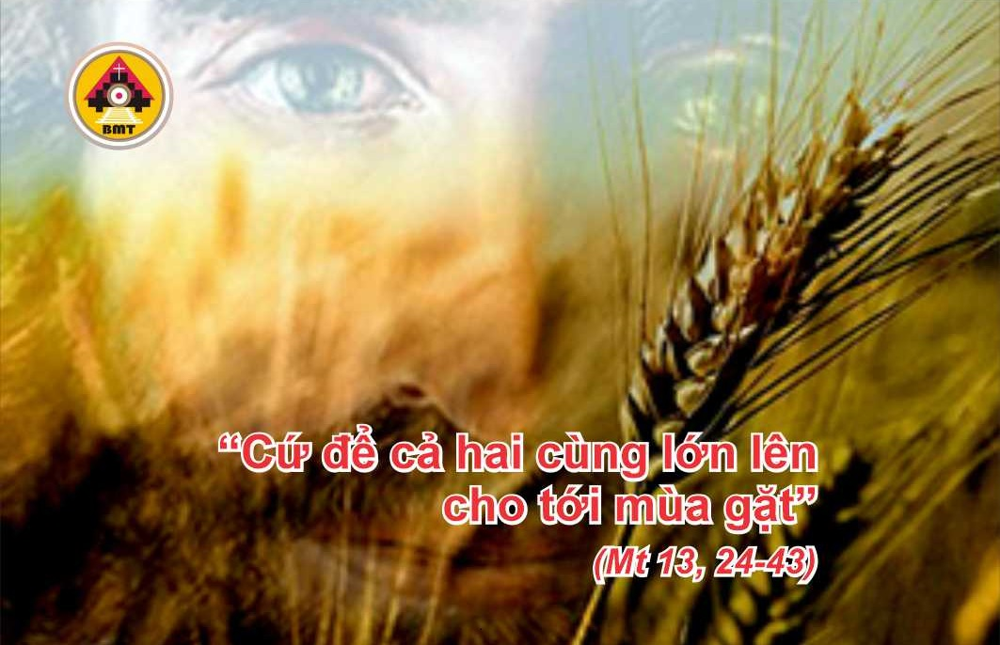 BMT
“Cứ để cả hai cùng lớn lên
cho tới mùa gặt”
(Mt 13, 24-43)